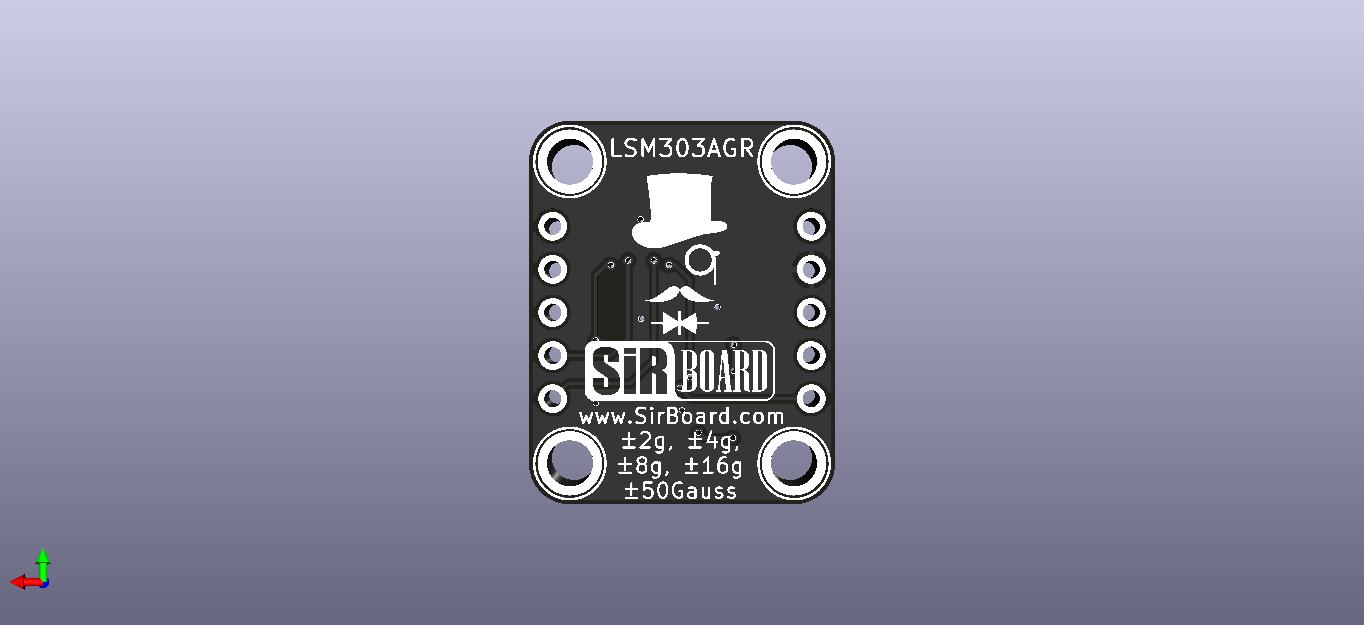 LSM303AGR
SiR BOARD
www.SirBoard.com
±2g, ±4g,
±8g, ±16g
±50Gauss